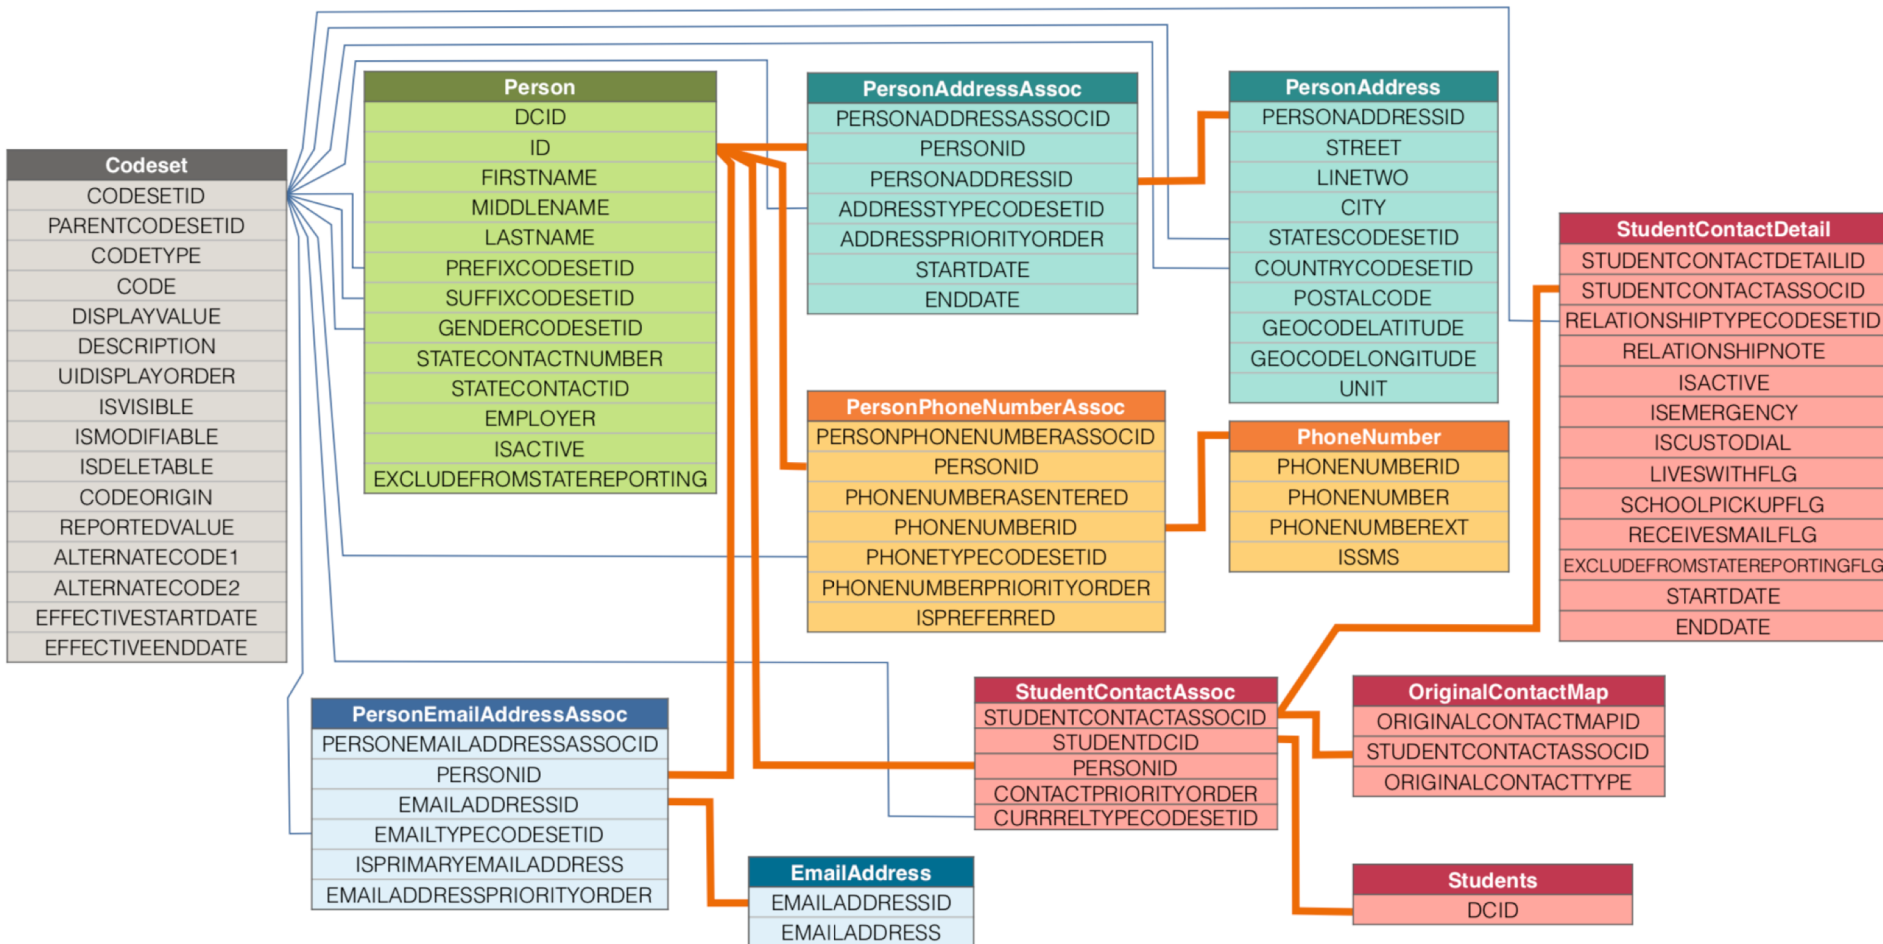 Codeset
CODESETID
PARENTCODESETID
CODETYPE
CODE
DISPLAYVALUE
DESCRIPTION
UIDISPLAYORDER
ISVISIBLE
ISMODIFIABLE
ISDELETABLE
CODEORIGIN
REPORTEDVALUE
ALTERNATECODE1
ALTERNATECODE2
EFFECTIVESTARTDATE
EFFECTIVEENDDATE
Person
DCID
ID
FIRSTNAME
MIDDLENAME
LASTNAME
PREFIXCODESETID
SUFFIXCODESETID
GENDERCODESETID
STATECONTACTNUMBER
STATECONTACTID
EMPLOYER
ISACTIVE
EXCLUDEFROMSTATEREPORTING
PersonAddressAssoc
PERSONADDRESSASSOCID
PERSONID
PERSONADDRESSID
ADDRESSTYPECODESETID
ADDRESSPRIORITYORDER
STARTDATE
ENDDATE
PersonAddress
PERSONADDRESSID
STREET
LINETWO
CITY
STATESCODESETID
COUNTRYCODESETID
POSTALCODE
GEOCODELATITUDE
GEOCODELONGITUDE
UNIT
StudentContactDetail
STUDENTCONTACTDETAILID
STUDENTCONTACTASSOCID
RELATIONSHIPTYPECODESETID
RELATIONSHIPNOTE
ISACTIVE
ISEMERGENCY
ISCUSTODIAL
LIVESWITHFLG
SCHOOLPICKUPFLG
RECEIVESMAILFLG
EXCLUDEFROMSTATEREPORTINGFLG
STARTDATE
ENDDATE
PersonPhoneNumberAssoc
PERSONPHONENUMBERASSOCID
PERSONID
PHONENUMBERASENTERED
PHONENUMBERID
PHONETYPECODESETID
PHONENUMBERPRIORITYORDER
ISPREFERRED
PhoneNumber
PHONENUMBERID
PHONENUMBER
PHONENUMBEREXT
ISSMS
PersonEmailAddressAssoc
PERSONEMAILADDRESSASSOCID
PERSONID
EMAILADDRESSID
EMAILTYPECODESETID
ISPRIMARYEMAILADDRESS
EMAILADDRESSPRIORITYORDER
EmailAddress
EMAILADDRESSID
EMAILADDRESS
StudentContactAssoc
STUDENTCONTACTASSOCID
STUDENTDCID
PERSONID
CONTACTPRIORITYORDER
CURRRELTYPECODESETID
OriginalContactMap
ORIGINALCONTACTMAPID
STUDENTCONTACTASSOCID
ORIGINALCONTACTTYPE
Students
DCID